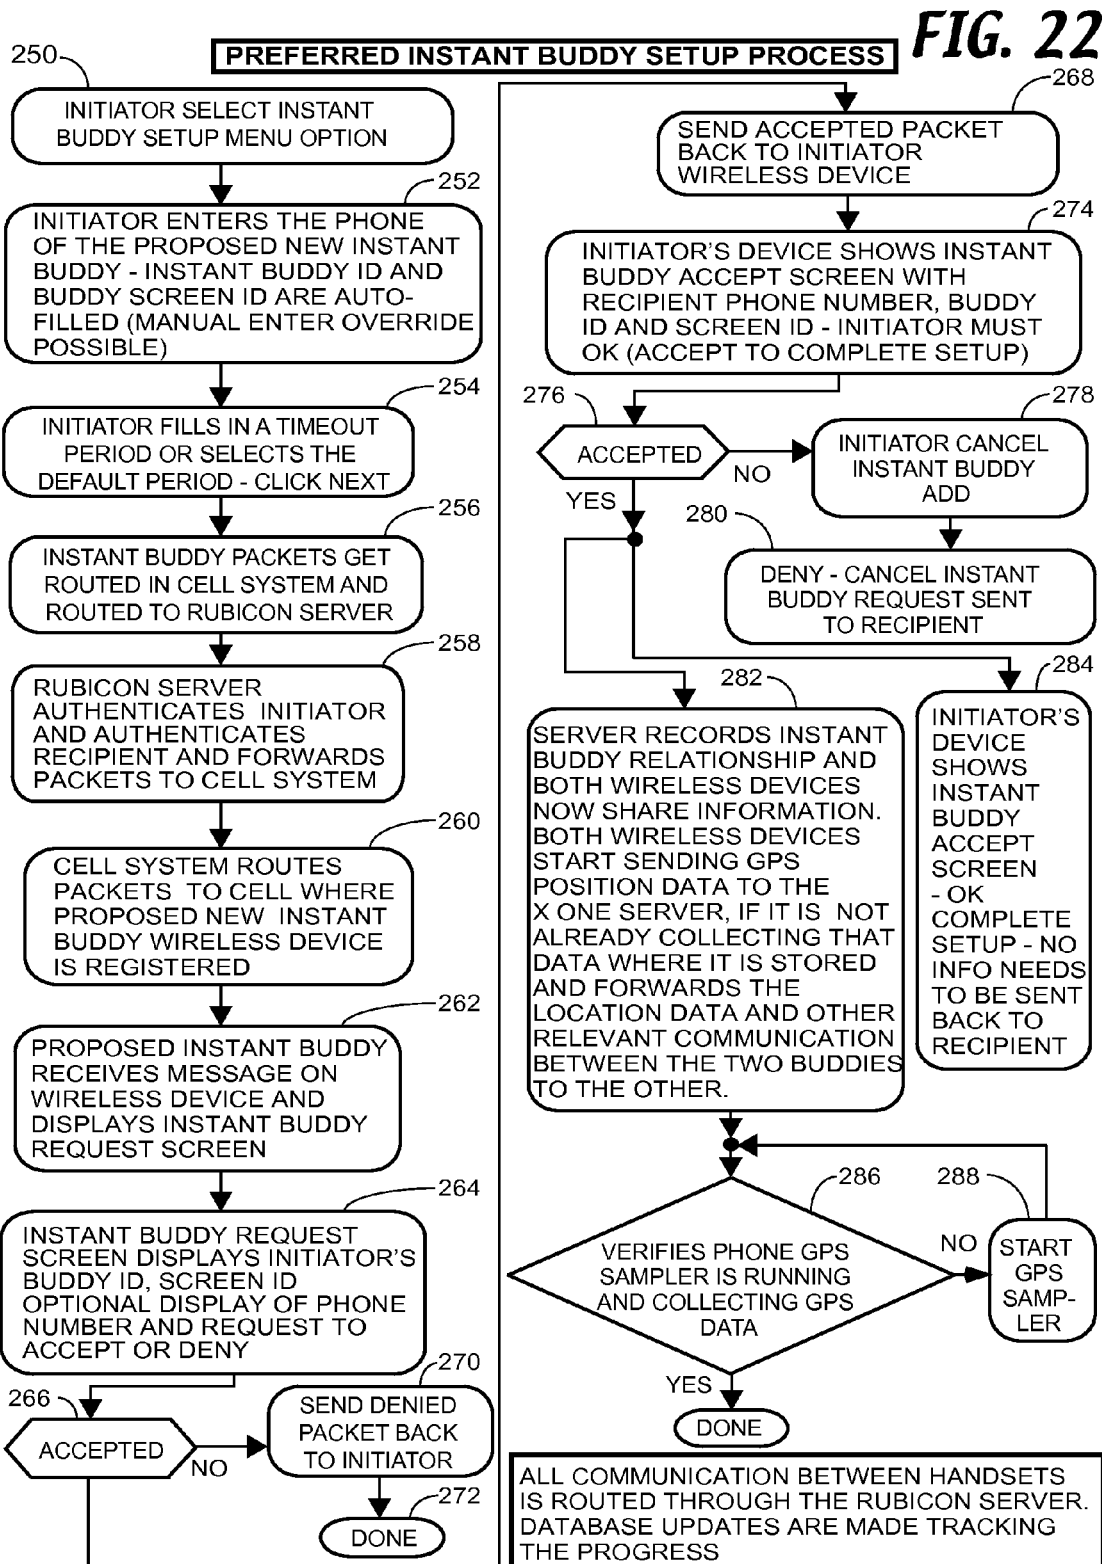 FIG. 22
PREFERRED INSTANT BUDDY SETUP PROCESS
250
INITIATOR SELECT INSTANT
BUDDY SETUP MENU OPTION
252
INITIATOR ENTERS THE PHONE
OF THE PROPOSED NEW INSTANT
BUDDY - INSTANT BUDDY ID AND
BUDDY SCREEN ID ARE AUTO-
FILLED (MANUAL ENTER OVERRIDE
POSSIBLE)
254
INITIATOR FILLS IN A TIMEOUT
PERIOD OR SELECTS THE
DEFAULT PERIOD - CLICK NEXT
256
INSTANT BUDDY PACKETS GET
ROUTED IN CELL SYSTEM AND
ROUTED TO RUBICON SERVER
258
RUBICON SERVER
AUTHENTICATES INITIATOR
AND AUTHENTICATES
RECIPIENT AND FORWARDS
PACKETS TO CELL SYSTEM
260
CELL SYSTEM ROUTES
PACKETS TO CELL WHERE
PROPOSED NEW INSTANT
BUDDY WIRELESS DEVICE
IS REGISTERED
262
PROPOSED INSTANT BUDDY
RECEIVES MESSAGE ON
WIRELESS DEVICE AND
DISPLAYS INSTANT BUDDY
REQUEST SCREEN
264
INSTANT BUDDY REQUEST
SCREEN DISPLAYS INITIATOR'S
BUDDY ID, SCREEN ID
OPTIONAL DISPLAY OF PHONE
NUMBER AND REQUEST TO
ACCEPT OR DENY
266
ACCEPTED
NO
270
SEND DENIED
PACKET BACK
TO INITIATOR
272
DONE
268
SEND ACCEPTED PACKET
BACK TO INITIATOR
WIRELESS DEVICE
274
INITIATOR'S DEVICE SHOWS INSTANT
BUDDY ACCEPT SCREEN WITH
RECIPIENT PHONE NUMBER, BUDDY
ID AND SCREEN ID - INITIATOR MUST
OK (ACCEPT TO COMPLETE SETUP)
276
ACCEPTED
NO
YES
278
INITIATOR CANCEL
INSTANT BUDDY
ADD
280
DENY - CANCEL INSTANT
BUDDY REQUEST SENT
TO RECIPIENT
282
SERVER RECORDS INSTANT
BUDDY RELATIONSHIP AND
BOTH WIRELESS DEVICES
NOW SHARE INFORMATION.
BOTH WIRELESS DEVICES
START SENDING GPS
POSITION DATA TO THE
X ONE SERVER, IF IT IS NOT
ALREADY COLLECTING THAT
DATA WHERE IT IS STORED
AND FORWARDS THE
LOCATION DATA AND OTHER
RELEVANT COMMUNICATION
BETWEEN THE TWO BUDDIES
TO THE OTHER.
284
INITIATOR'S
DEVICE
SHOWS
INSTANT
BUDDY
ACCEPT
SCREEN
- OK
COMPLETE
SETUP - NO
INFO NEEDS
TO BE SENT
BACK TO
RECIPIENT
286
VERIFIES PHONE GPS
SAMPLER IS RUNNING
AND COLLECTING GPS
DATA
NO
288
START
GPS
SAMP-
LER
YES
DONE
ALL COMMUNICATION BETWEEN HANDSETS
IS ROUTED THROUGH THE RUBICON SERVER.
DATABASE UPDATES ARE MADE TRACKING
THE PROGRESS